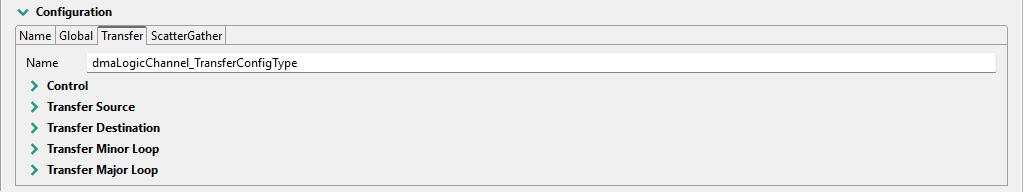 Configuration
Name Global Transfer ScatterGather
Name dmaLogicChannel_TransferConfigType
Control
Transfer Source
Transfer Destination
Transfer Minor Loop
Transfer Major Loop